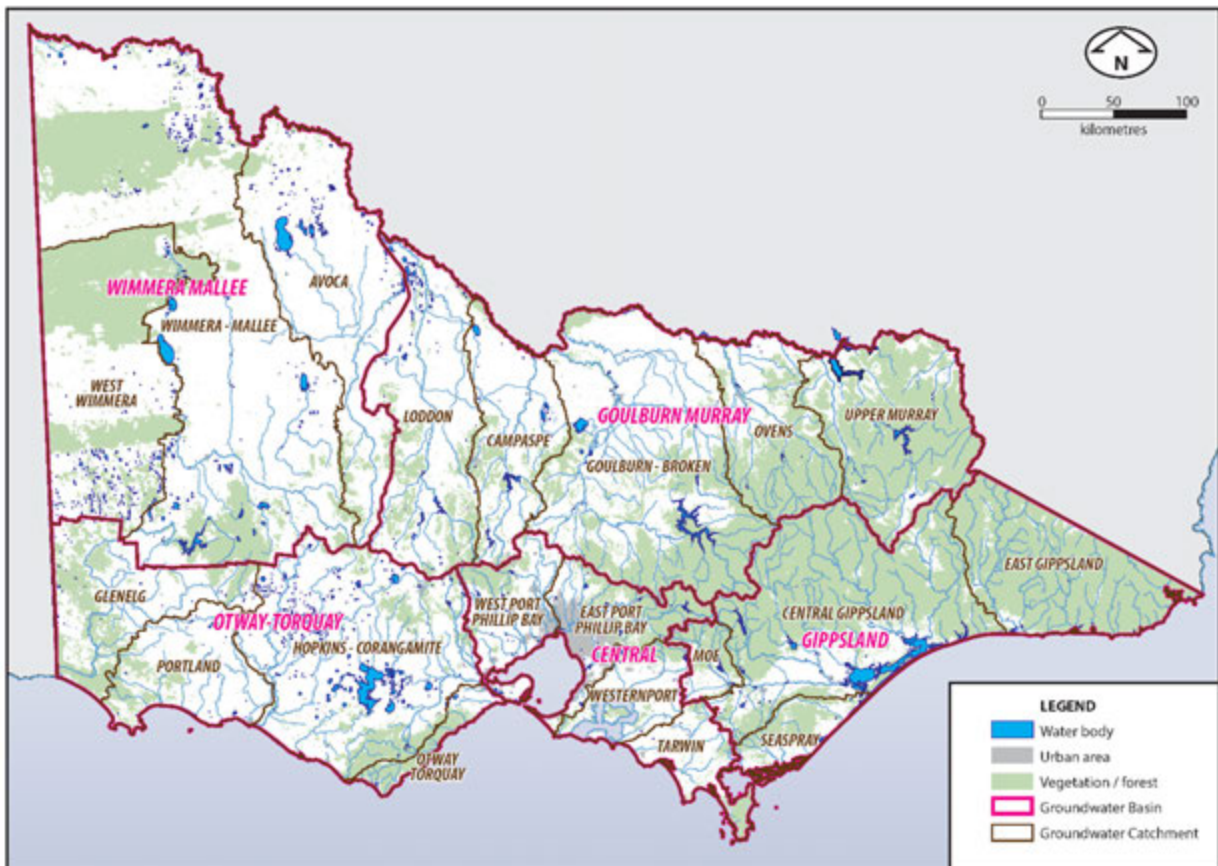 N
0 50 100
kilometres
AVOCA
WIMMERA MALLEE
WIMMERA - MALLEE
WEST
WIMMERA
LODDON
CAMPASPE
GOULBURN MURRAY
GOULBURN - BROKEN
OVENS
UPPER MURRAY
EAST GIPPSLAND
CENTRAL GIPPSLAND
GIPPSLAND
GLENELG
OTWAY-TORQUAY
HOPKINS - CORANGAMITE
PORTLAND
WEST PORT
PHILLIP BAY
EAST PORT
PHILLIP BAY
CENTRAL
MOE
WESTERNPORT
TARWIN
SEASPRAY
OTWAY
TORQUAY
LEGEND
Water body
Urban area
Vegetation / forest
Groundwater Basin
Groundwater Catchment